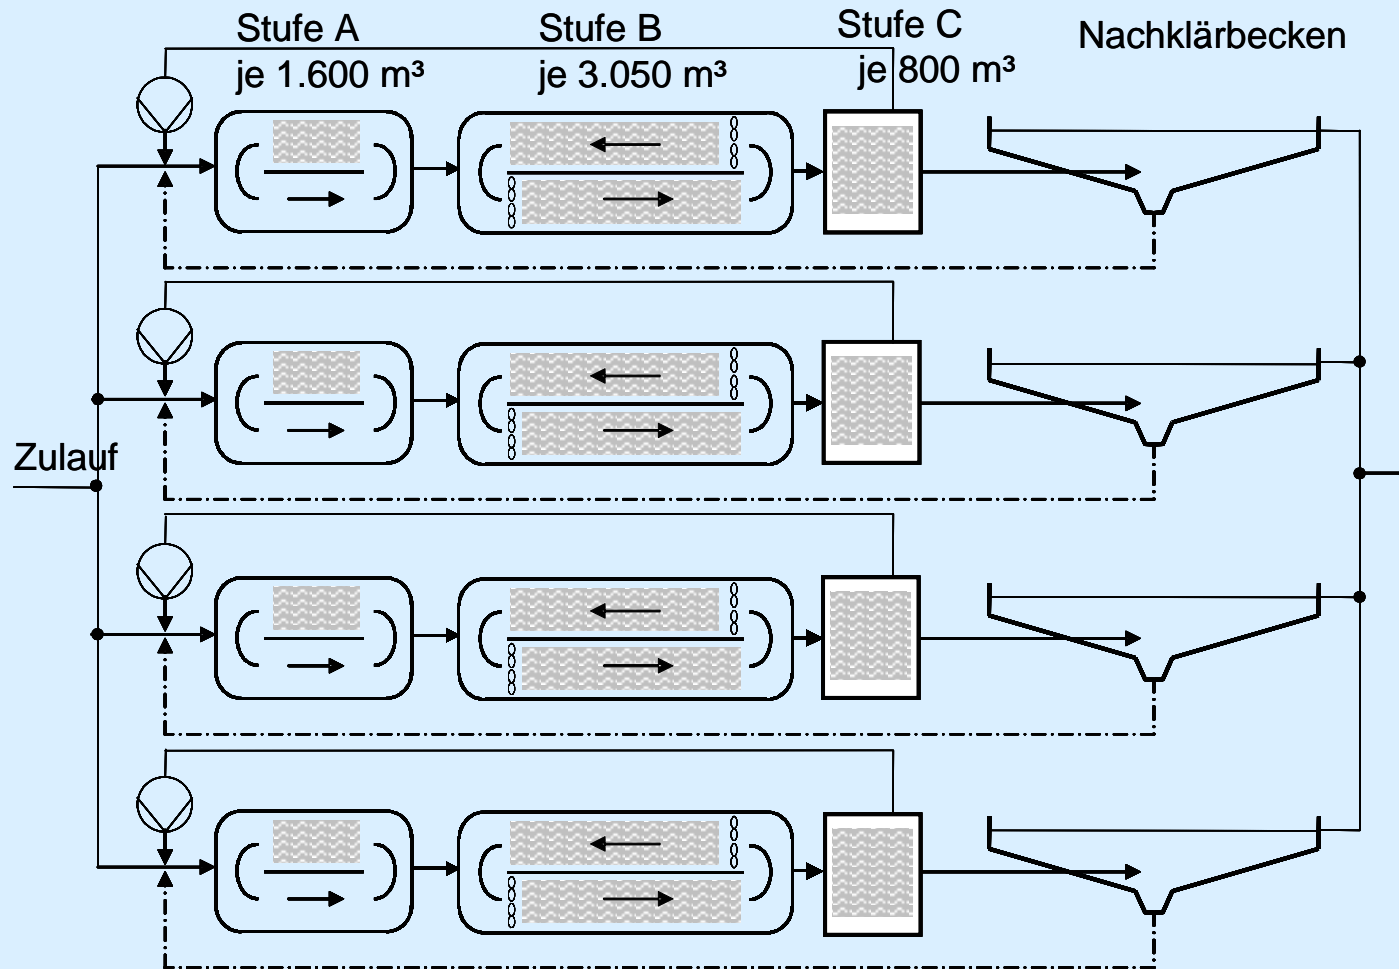 Stufe A
je 1.600 m³
Stufe B
je 3.050 m³
Stufe C
je 800 m³
Nachklärbecken
Zulauf